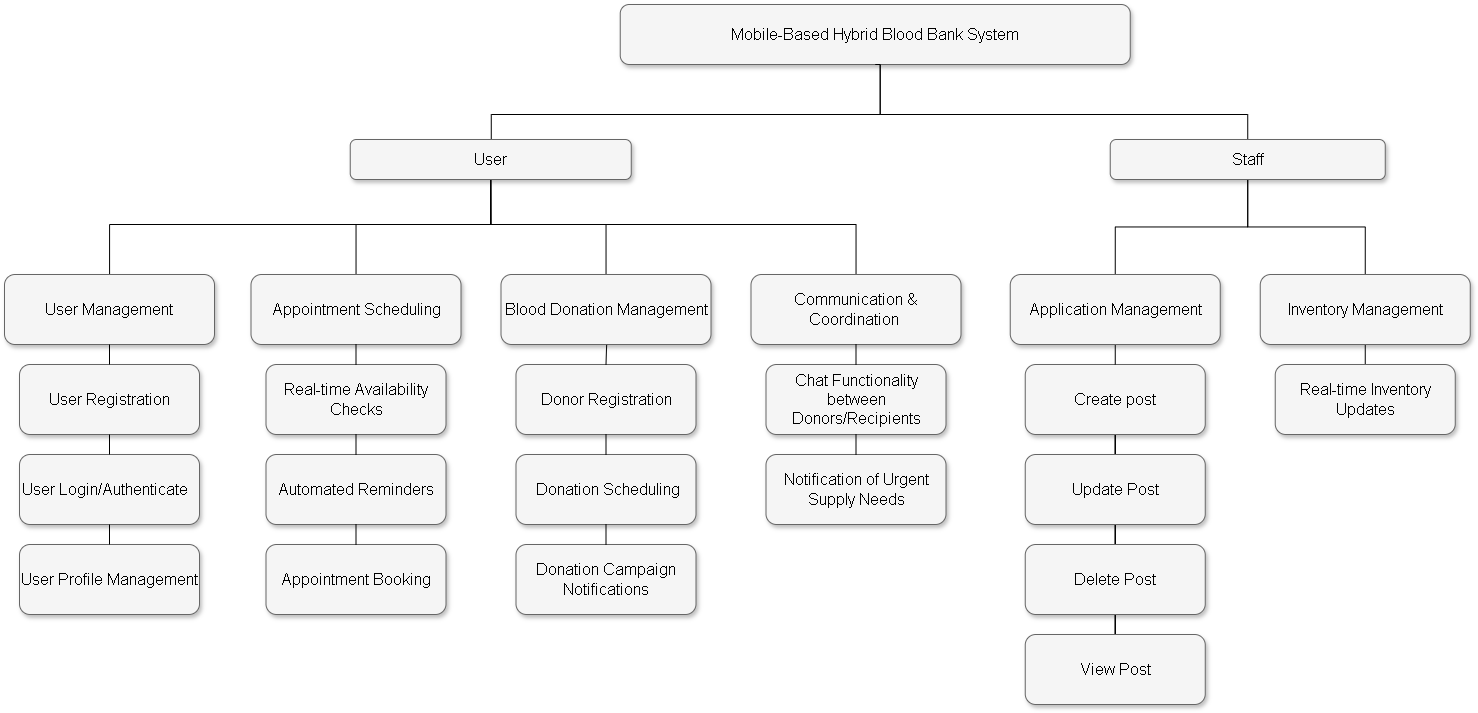 Mobile-Based Hybrid Blood Bank System
User
Staff
User Management
Appointment Scheduling
Blood Donation Management
Communication &
Coordination
Application Management
Inventory Management
User Registration
Real-time Availability
Checks
Donor Registration
Chat Functionality
between
Donors/Recipients
Create post
Real-time Inventory
Updates
User Login/Authenticate
Automated Reminders
Donation Scheduling
Notification of Urgent
Supply Needs
Update Post
User Profile Management
Appointment Booking
Donation Campaign
Notifications
Delete Post
View Post